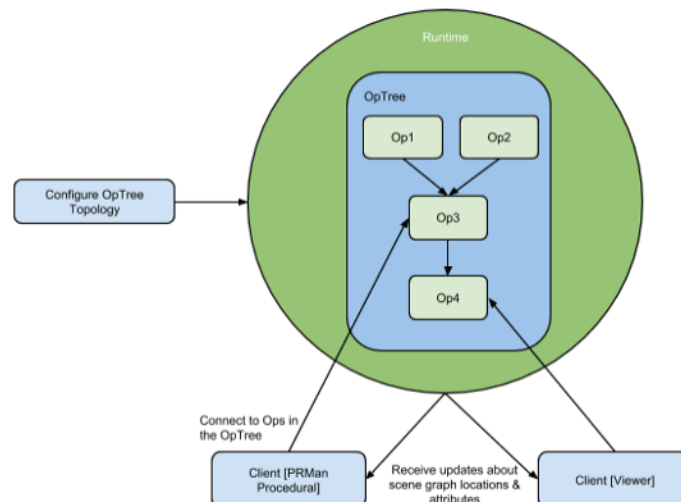 Runtime
OpTree
Op1
Op2
Configure OpTree
Topology
Op3
Op4
Connect to Ops in
the OpTree
Client [PRMan
Procedural]
Receive updates about
scene graph locations &
attributes
Client [Viewer]